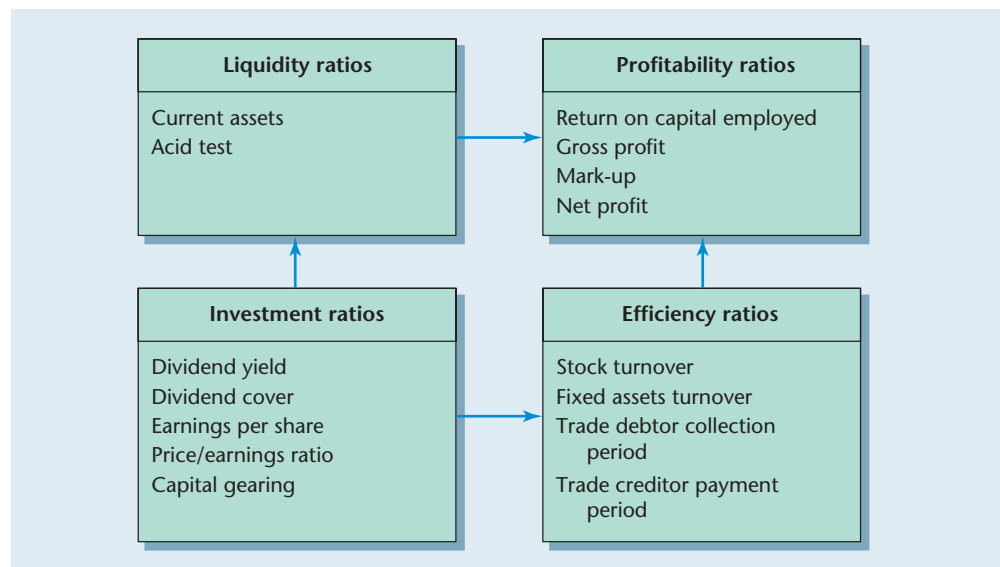 Liquidity ratios
Current assets
Acid test
Profitability ratios
Return on capital employed
Gross profit
Mark-up
Net profit
Investment ratios
Dividend yield
Dividend cover
Earnings per share
Price/earnings ratio
Capital gearing
Efficiency ratios
Stock turnover
Fixed assets turnover
Trade debtor collection
period
Trade creditor payment
period